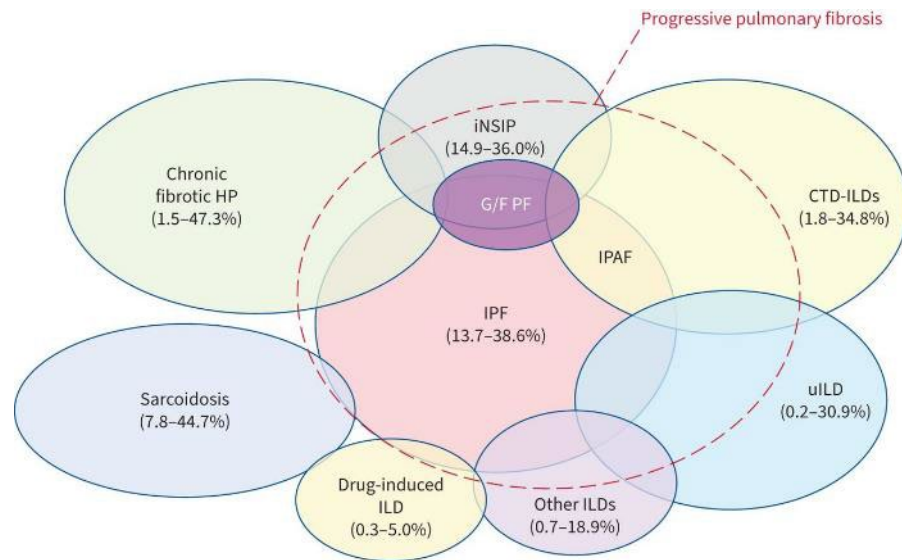 Progressive pulmonary fibrosis
iNSIP
(14.9–36.0%)
Chronic
fibrotic HP
(1.5–47.3%)
G/F PF
CTD-ILDs
(1.8–34.8%)
IPAF
IPF
(13.7–38.6%)
Sarcoidosis
(7.8–44.7%)
uILD
(0.2–30.9%)
Drug-induced
ILD
(0.3–5.0%)
Other ILDs
(0.7–18.9%)